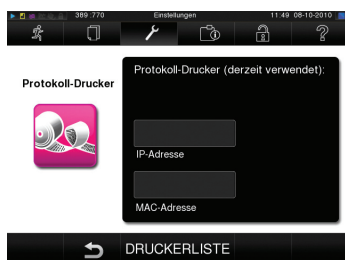 389 :770 Einstellungen 11:49 08-10-2010
Protokoll-Drucker
Protokoll-Drucker (derzeit verwendet):
IP-Adresse
MAC-Adresse
DRUCKERLISTE